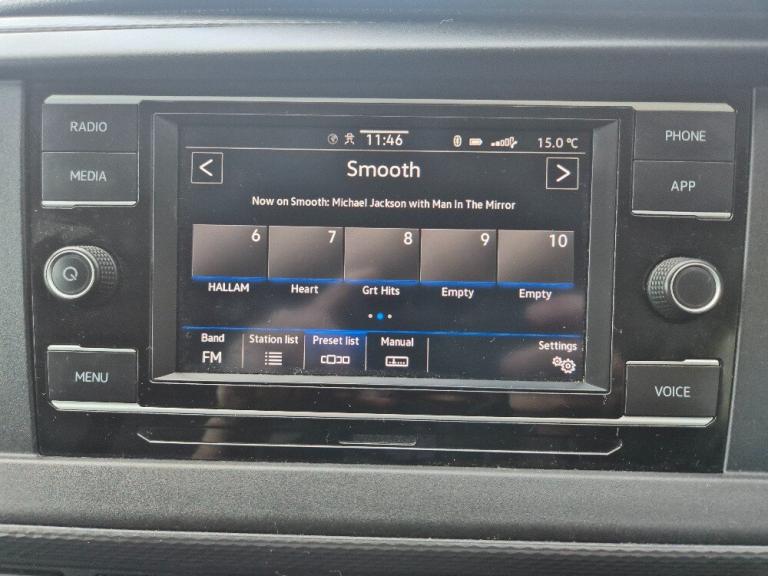 RADIO
MEDIA
MENU
11:46
15.0 °C
Smooth
Now on Smooth: Michael Jackson with Man In The Mirror
6 7 8 9 10
HALLAM Heart Grt Hits Empty Empty
Band Station list Preset list Manual Settings
FM
PHONE
APP
VOICE